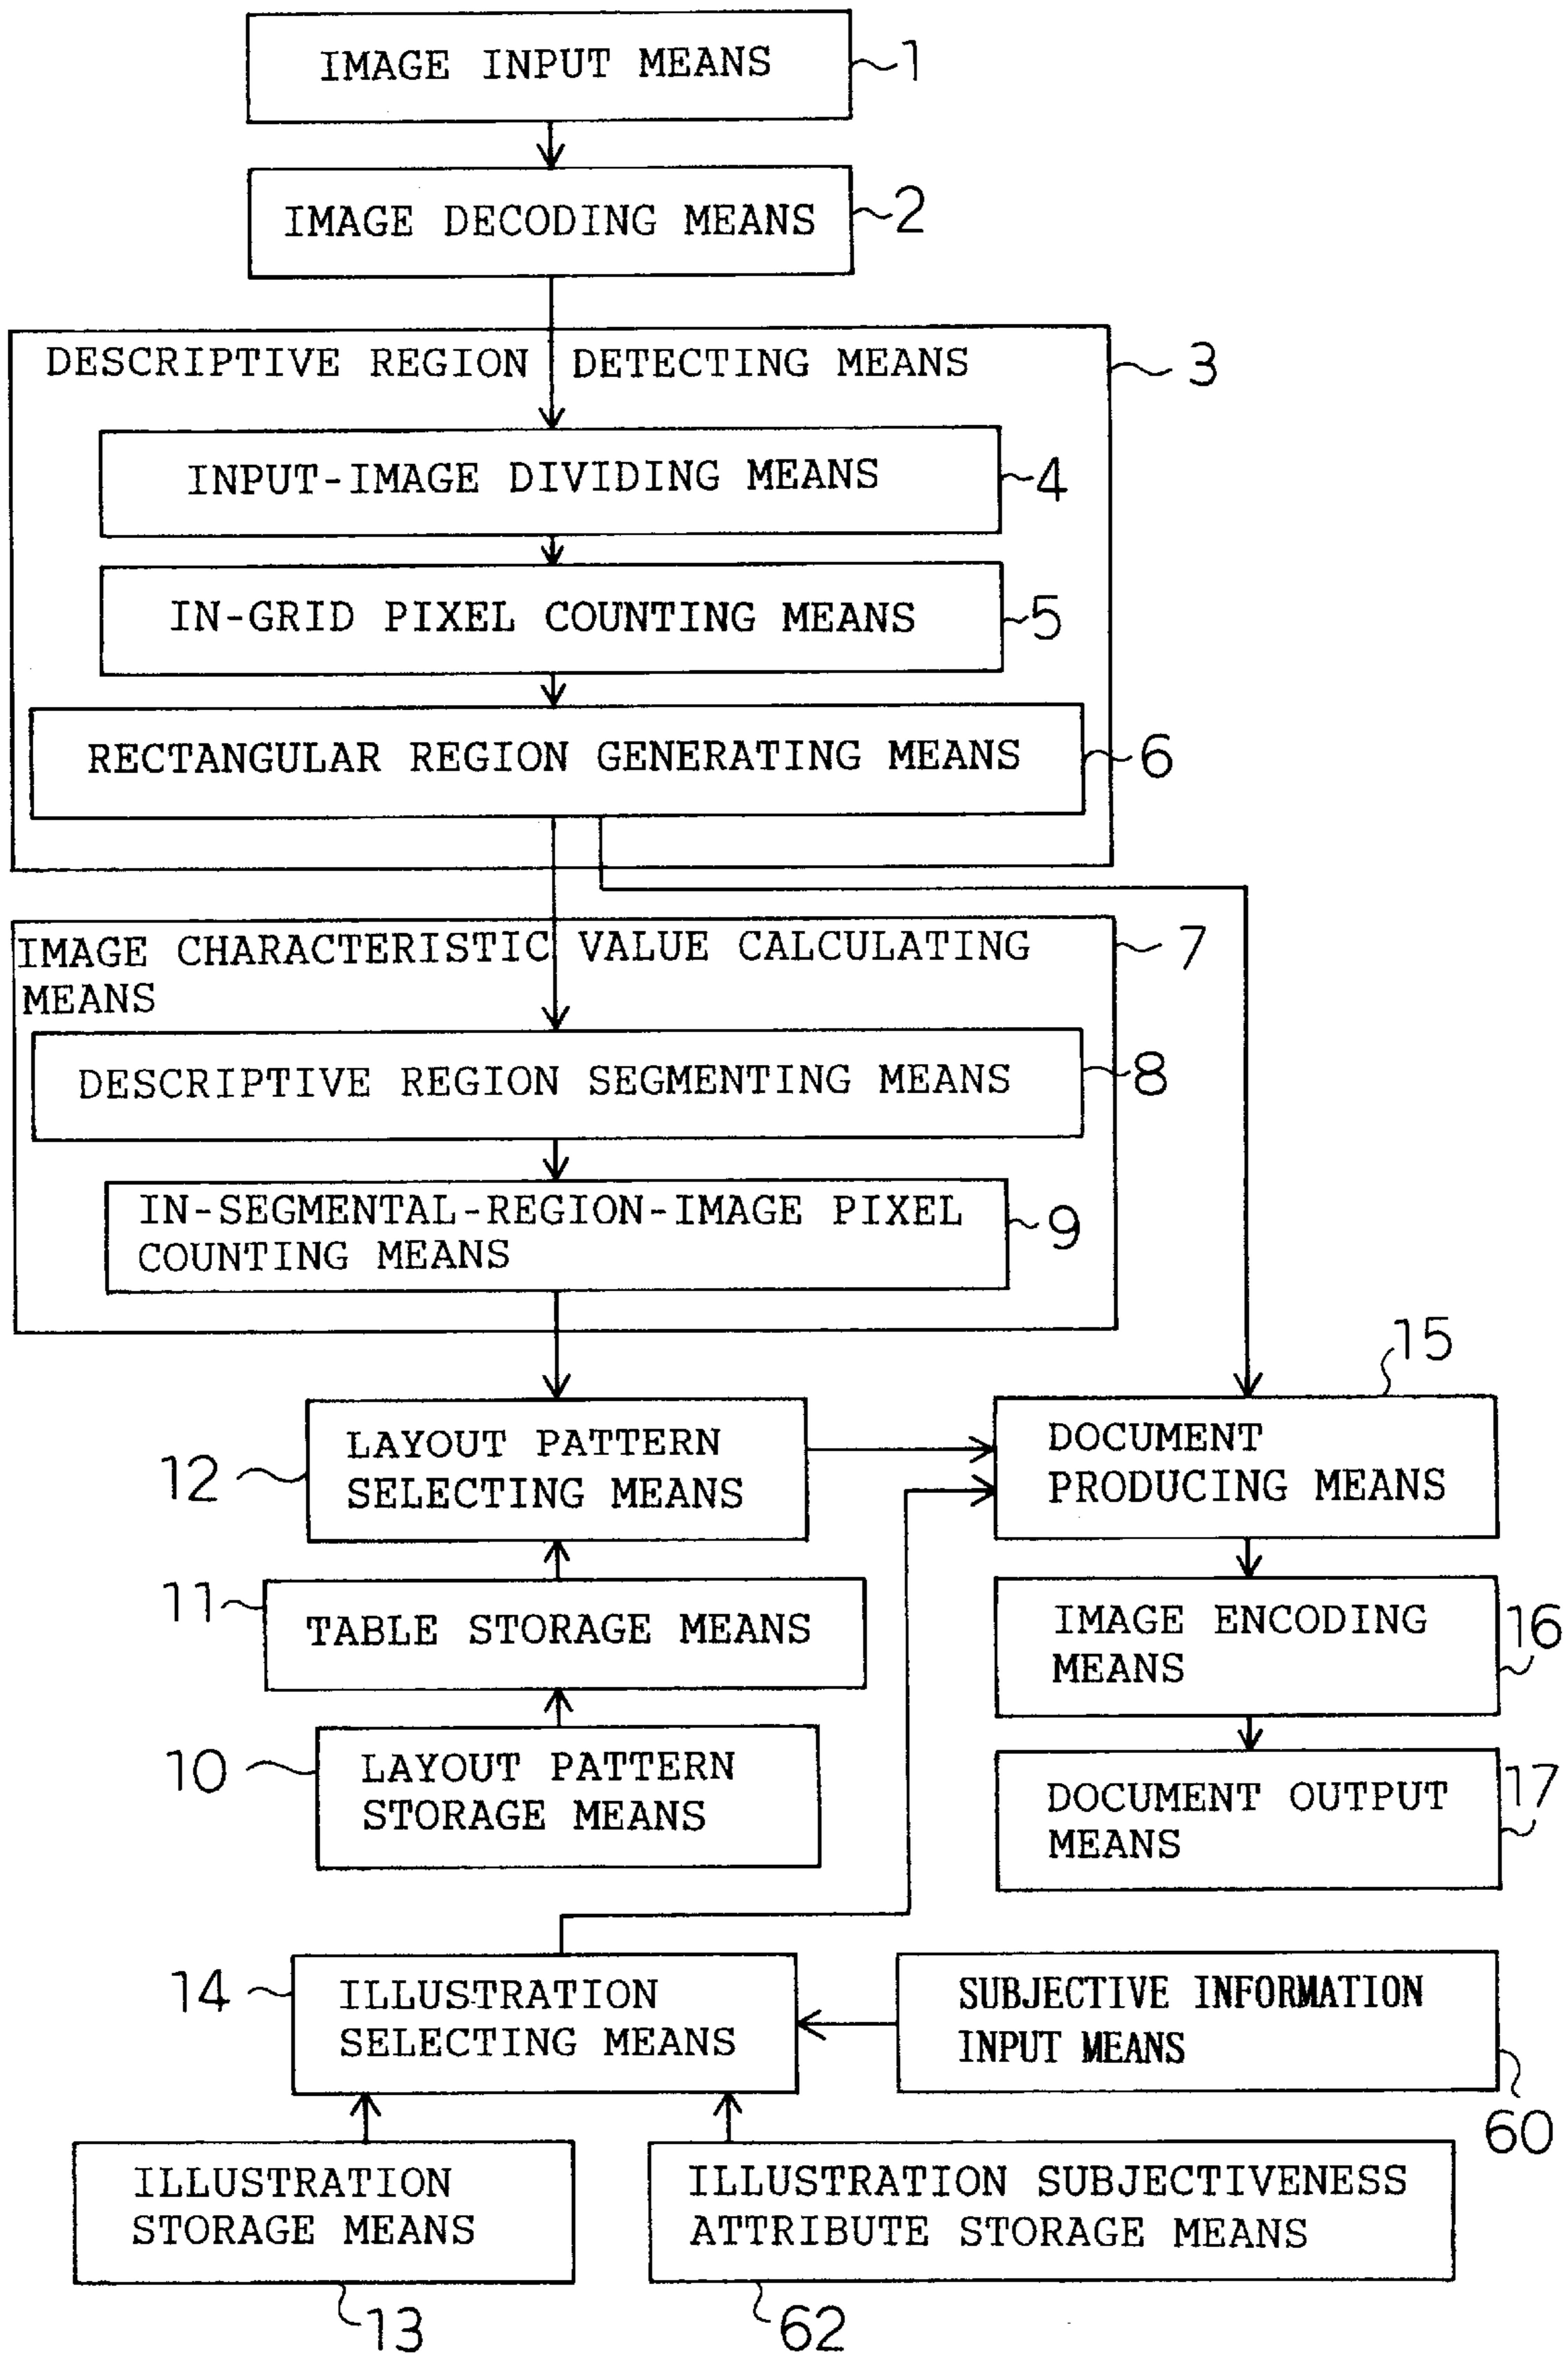 IMAGE INPUT MEANS
1
IMAGE DECODING MEANS
2
DESCRIPTIVE REGION DETECTING MEANS
3
INPUT-IMAGE DIVIDING MEANS
4
IN-GRID PIXEL COUNTING MEANS
5
RECTANGULAR REGION GENERATING MEANS
6
IMAGE CHARACTERISTIC VALUE CALCULATING
MEANS
7
DESCRIPTIVE REGION SEGMENTING MEANS
8
IN-SEGMENTAL-REGION-IMAGE PIXEL
COUNTING MEANS
9
12
LAYOUT PATTERN
SELECTING MEANS
15
DOCUMENT
PRODUCING MEANS
11
TABLE STORAGE MEANS
IMAGE ENCODING
MEANS
16
10
LAYOUT PATTERN
STORAGE MEANS
DOCUMENT OUTPUT
MEANS
17
14
ILLUSTRATION
SELECTING MEANS
SUBJECTIVE INFORMATION
INPUT MEANS
60
ILLUSTRATION
STORAGE MEANS
13
ILLUSTRATION SUBJECTIVENESS
ATTRIBUTE STORAGE MEANS
62